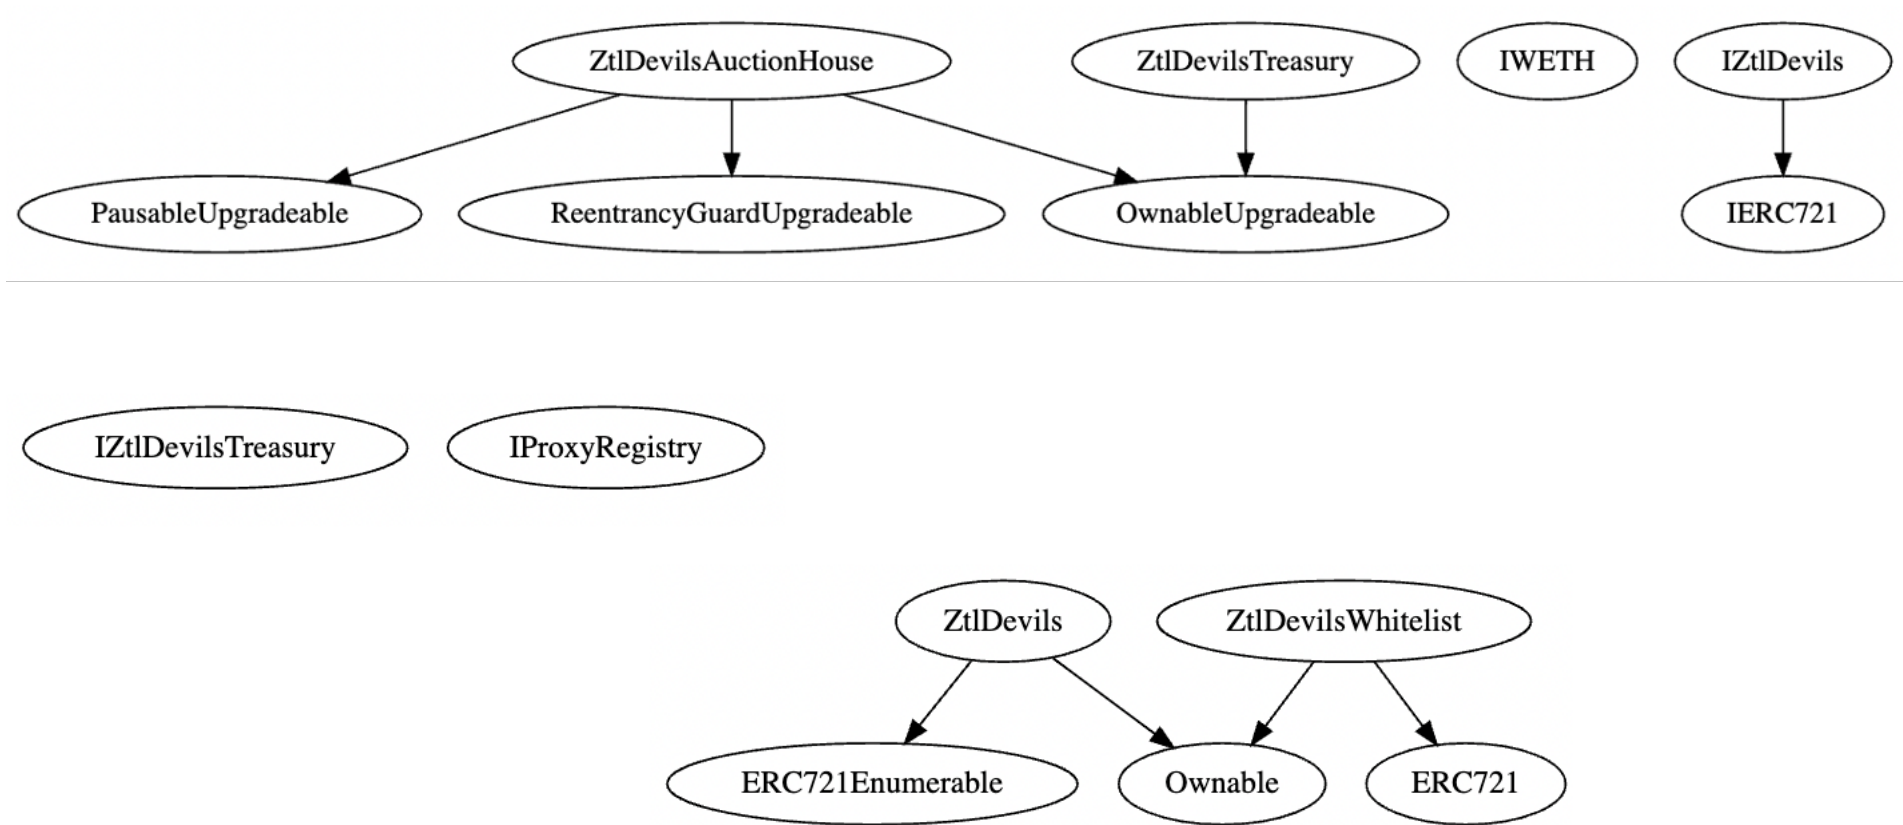 ZtlDevilsAuctionHouse
ZtlDevilsTreasury
IWETH
IZtlDevils
PausableUpgradeable
ReentrancyGuardUpgradeable
OwnableUpgradeable
IERC721
IZtlDevilsTreasury
IProxyRegistry
ZtlDevils
ZtlDevilsWhitelist
ERC721Enumerable
Ownable
ERC721